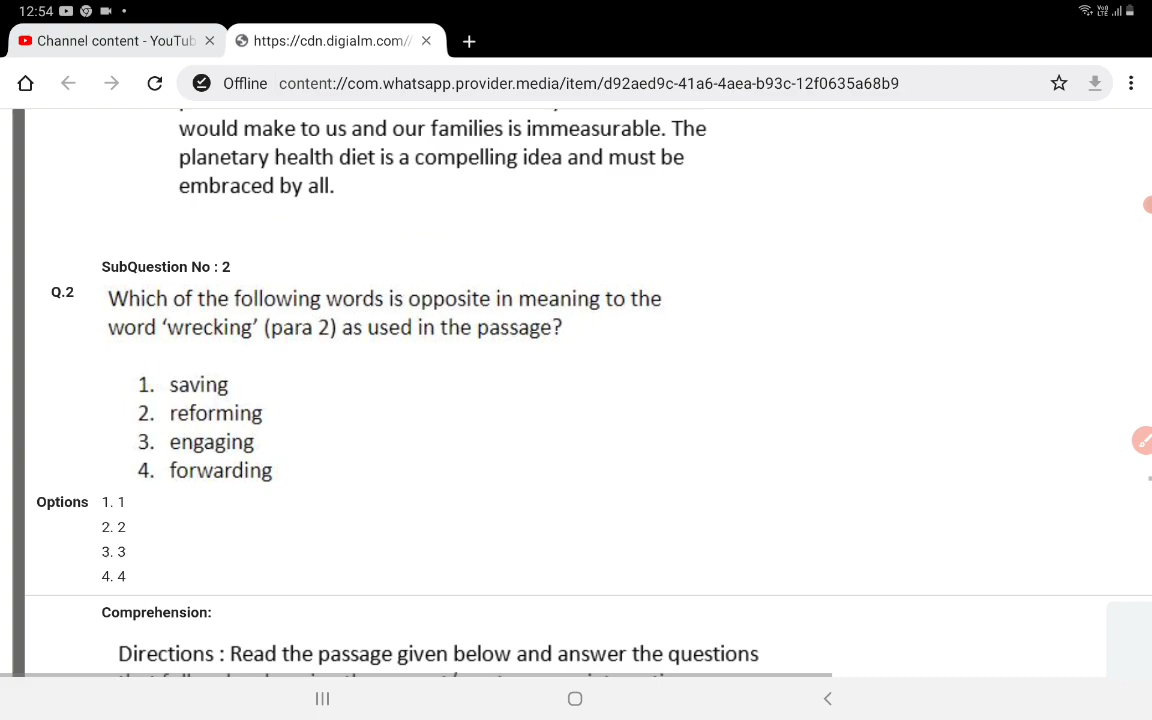 12:54
Channel content - YouTub
https://cdn.digialm.com//
Offline content://com.whatsapp.provider.media/item/d92aed9c-41a6-4aea-b93c-12f0635a68b9
would make to us and our families is immeasurable. The
planetary health diet is a compelling idea and must be
embraced by all.
SubQuestion No : 2
Q.2 Which of the following words is opposite in meaning to the
word ‘wrecking’ (para 2) as used in the passage?
1. saving
2. reforming
3. engaging
4. forwarding
Options 1. 1
2. 2
3. 3
4. 4
Comprehension:
Directions : Read the passage given below and answer the questions